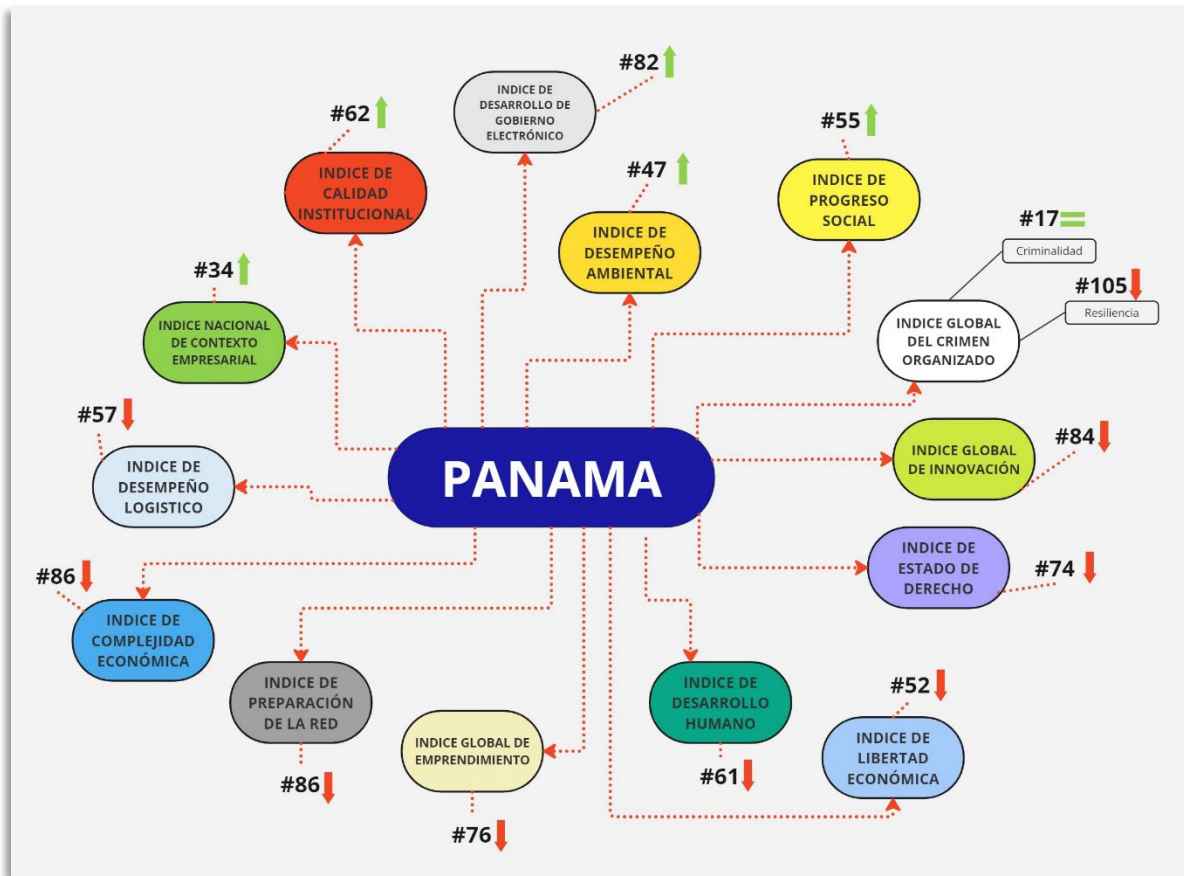 #82
INDICE DE
DESARROLLO DE
GOBIERNO
ELECTRÓNICO
#62
INDICE DE
CALIDAD
INSTITUCIONAL
#47
INDICE DE
DESEMPEÑO
AMBIENTAL
#55
INDICE DE
PROGRESO
SOCIAL
#17
Criminalidad
#105
Resiliencia
INDICE GLOBAL
DEL CRIMEN
ORGANIZADO
#34
INDICE NACIONAL
DE CONTEXTO
EMPRESARIAL
#57
INDICE DE
DESEMPEÑO
LOGISTICO
PANAMA
INDICE GLOBAL
DE INNOVACIÓN
#84
INDICE DE
ESTADO DE
DERECHO
#74
#86
INDICE DE
COMPLEJIDAD
ECONÓMICA
INDICE DE
PREPARACIÓN
DE LA RED
#86
INDICE GLOBAL DE
EMPRENDIMIENTO
#76
INDICE DE
DESARROLLO
HUMANO
#61
#52
INDICE DE
LIBERTAD
ECONÓMICA